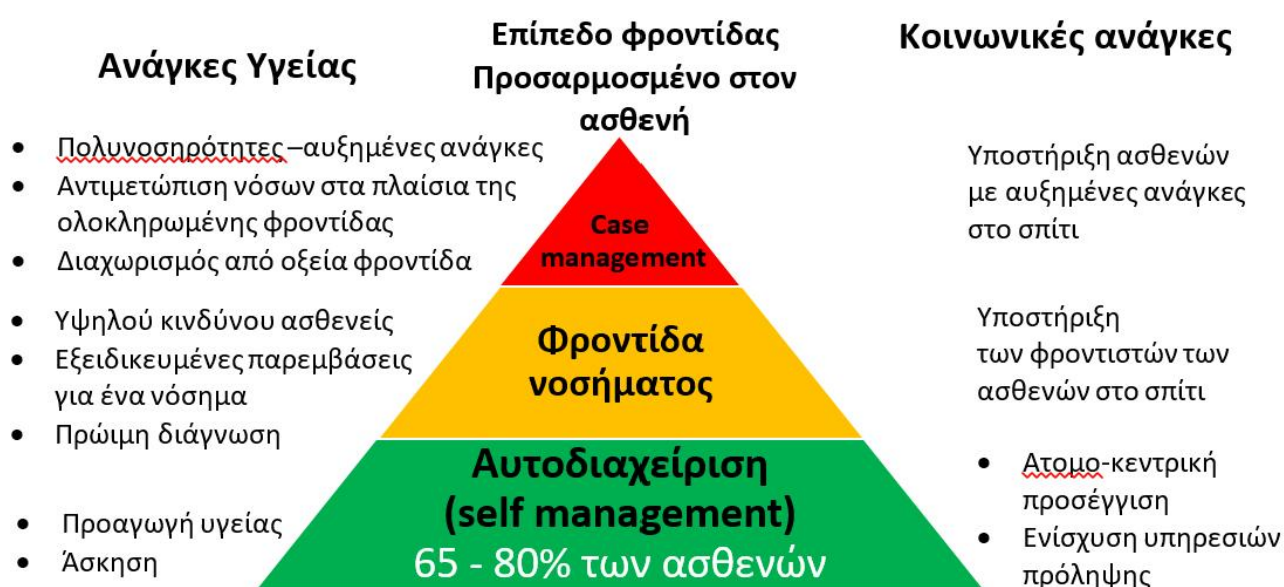 Ανάγκες Υγείας
Επίπεδο φροντίδας
Προσαρμοσμένο στον
ασθενή
Κοινωνικές ανάγκες
• Πολυνοσηρότητες –αυξημένες ανάγκες
• Αντιμετώπιση νόσων στα πλαίσια της
ολοκληρωμένης φροντίδας
• Διαχωρισμός από οξεία φροντίδα
Case
management
Υποστήριξη ασθενών
με αυξημένες ανάγκες
στο σπίτι
• Υψηλού κινδύνου ασθενείς
• Εξειδικευμένες παρεμβάσεις
για ένα νόσημα
• Πρώιμη διάγνωση
Φροντίδα
νοσήματος
Υποστήριξη
των φροντιστών των
ασθενών στο σπίτι
• Προαγωγή υγείας
• Άσκηση
Αυτοδιαχείριση
(self management)
65 - 80% των ασθενών
• Ατομο-κεντρική
προσέγγιση
• Ενίσχυση υπηρεσιών
πρόληψης